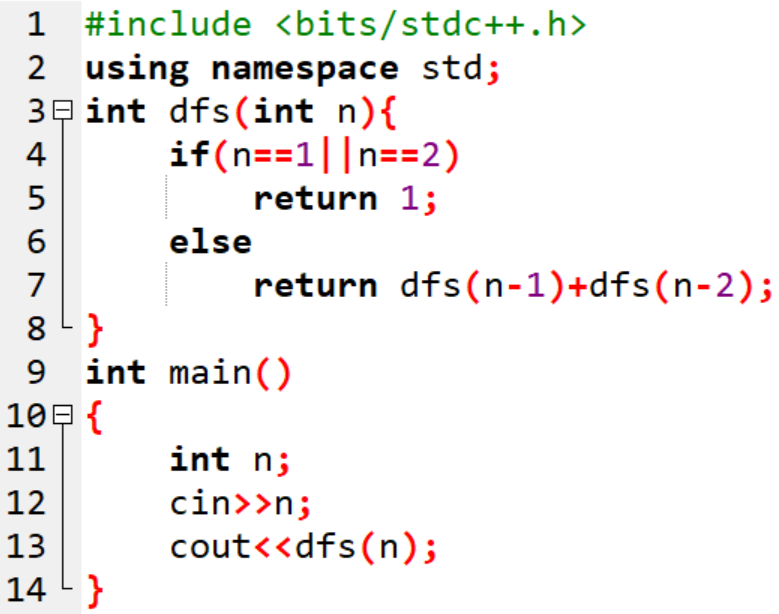 1 #include <bits/stdc++.h>
2 using namespace std;
3 int dfs(int n){
4 if(n==1||n==2)
5 return 1;
6 else
7 return dfs(n-1)+dfs(n-2);
8 }
9 int main()
10 {
11 int n;
12 cin>>n;
13 cout<<dfs(n);
14 }